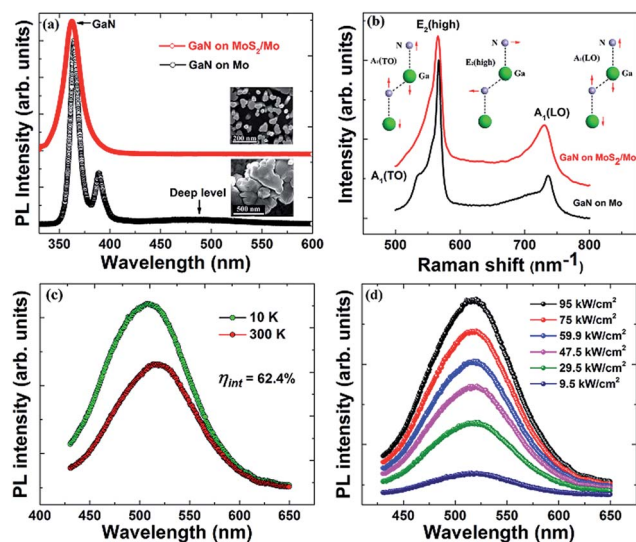 (a)
GaN
GaN on MoS₂/Mo
GaN on Mo
200 nm
500 nm
Deep level
PL Intensity (arb. units)
350 400 450 500 550 600
Wavelength (nm)
(b)
E₂(high)
N
N
N
A₁(TO)
Ga
E₂(high)
Ga
A₁(LO)
Ga
A₁(LO)
A₁(TO)
GaN on MoS₂/Mo
GaN on Mo
Intensity (arb. units)
500 600 700 800
Raman shift (nm⁻¹)
(c)
10 K
300 K
η_int = 62.4%
PL intensity (arb. units)
400 450 500 550 600 650
Wavelength (nm)
(d)
95 kW/cm²
75 kW/cm²
59.9 kW/cm²
47.5 kW/cm²
29.5 kW/cm²
9.5 kW/cm²
PL intensity (arb. units)
450 500 550 600 650
Wavelength (nm)